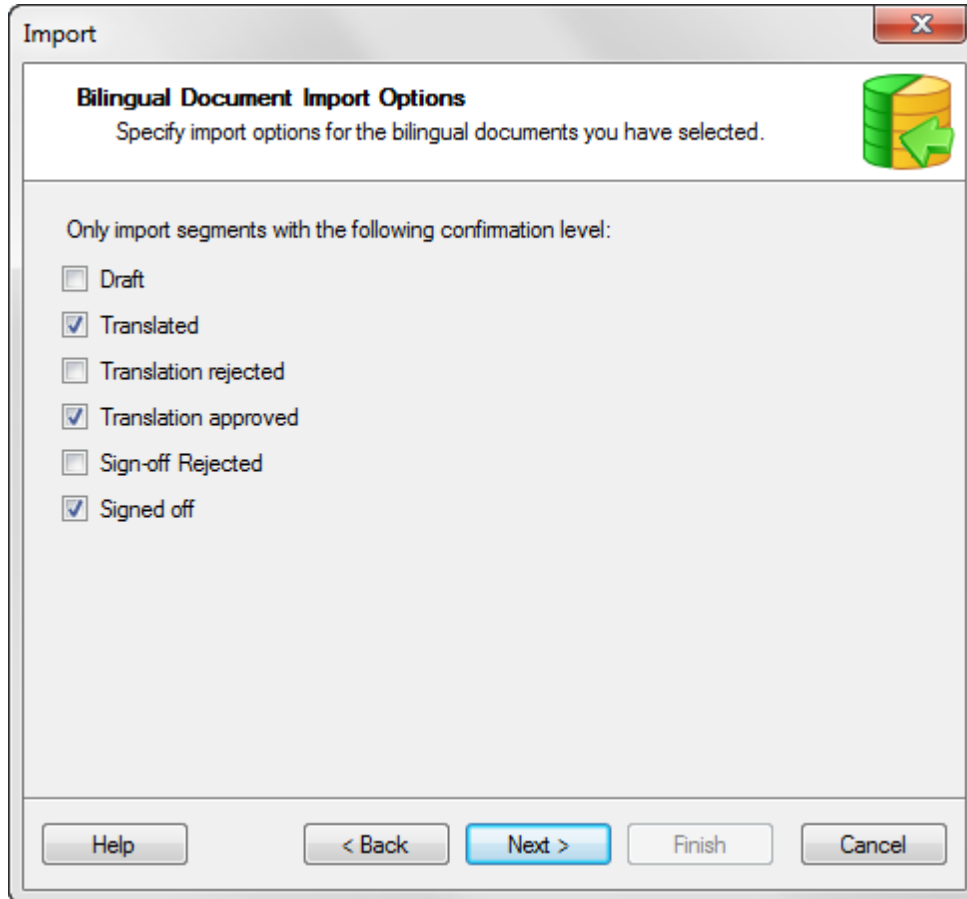 Import
Bilingual Document Import Options
Specify import options for the bilingual documents you have selected.
Only import segments with the following confirmation level:
Draft
Translated
Translation rejected
Translation approved
Sign-off Rejected
Signed off
Help < Back Next > Finish Cancel